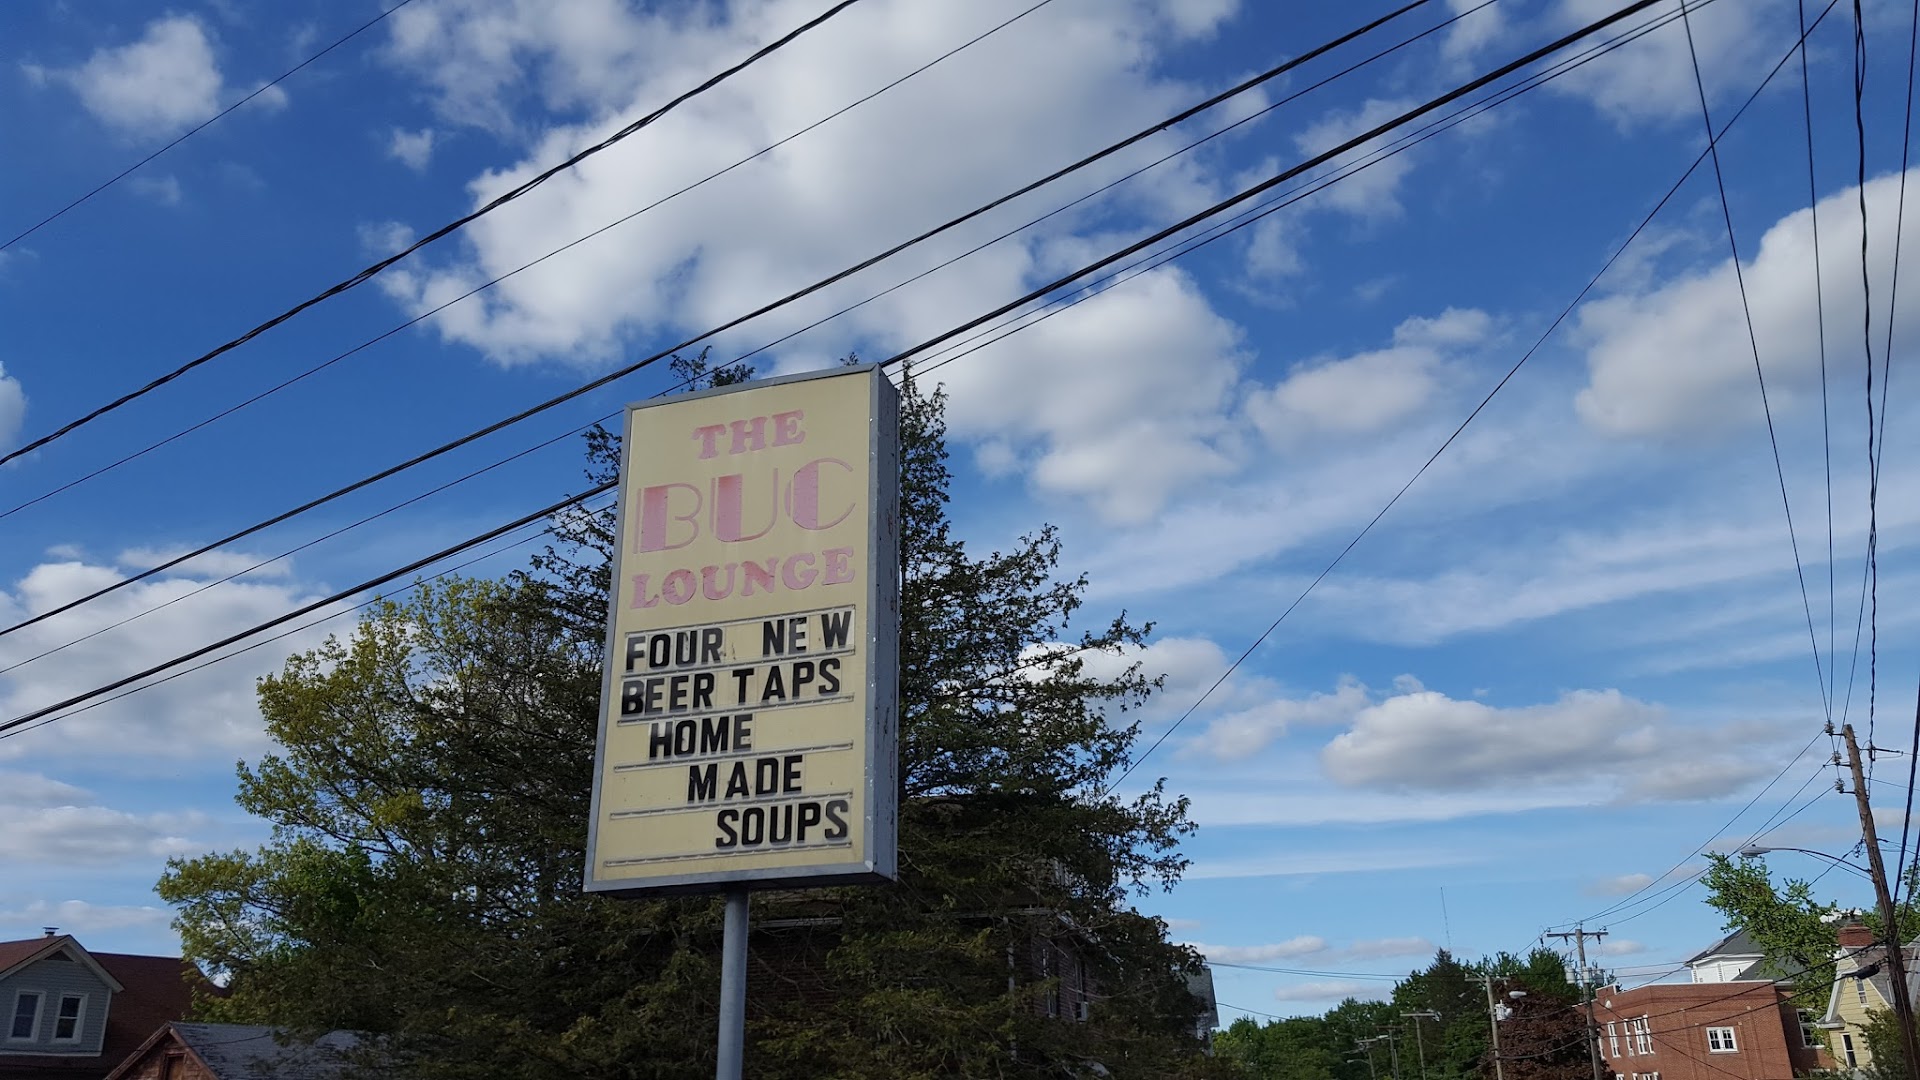 THE
BUC
LOUNGE
FOUR NEW
BEER TAPS
HOME
MADE
SOUPS